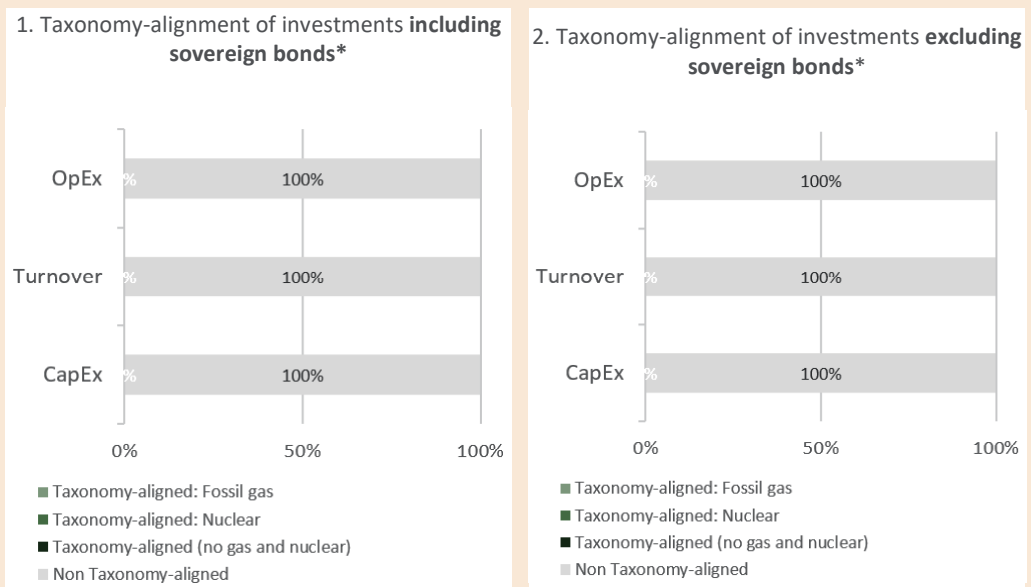 1. Taxonomy-alignment of investments including
sovereign bonds*
OpEx
%
100%
Turnover
%
100%
CapEx
%
100%
0%
50%
100%
Taxonomy-aligned: Fossil gas
Taxonomy-aligned: Nuclear
Taxonomy-aligned (no gas and nuclear)
Non Taxonomy-aligned
2. Taxonomy-alignment of investments excluding
sovereign bonds*
OpEx
%
100%
Turnover
%
100%
CapEx
%
100%
0%
50%
100%
Taxonomy-aligned: Fossil gas
Taxonomy-aligned: Nuclear
Taxonomy-aligned (no gas and nuclear)
Non Taxonomy-aligned